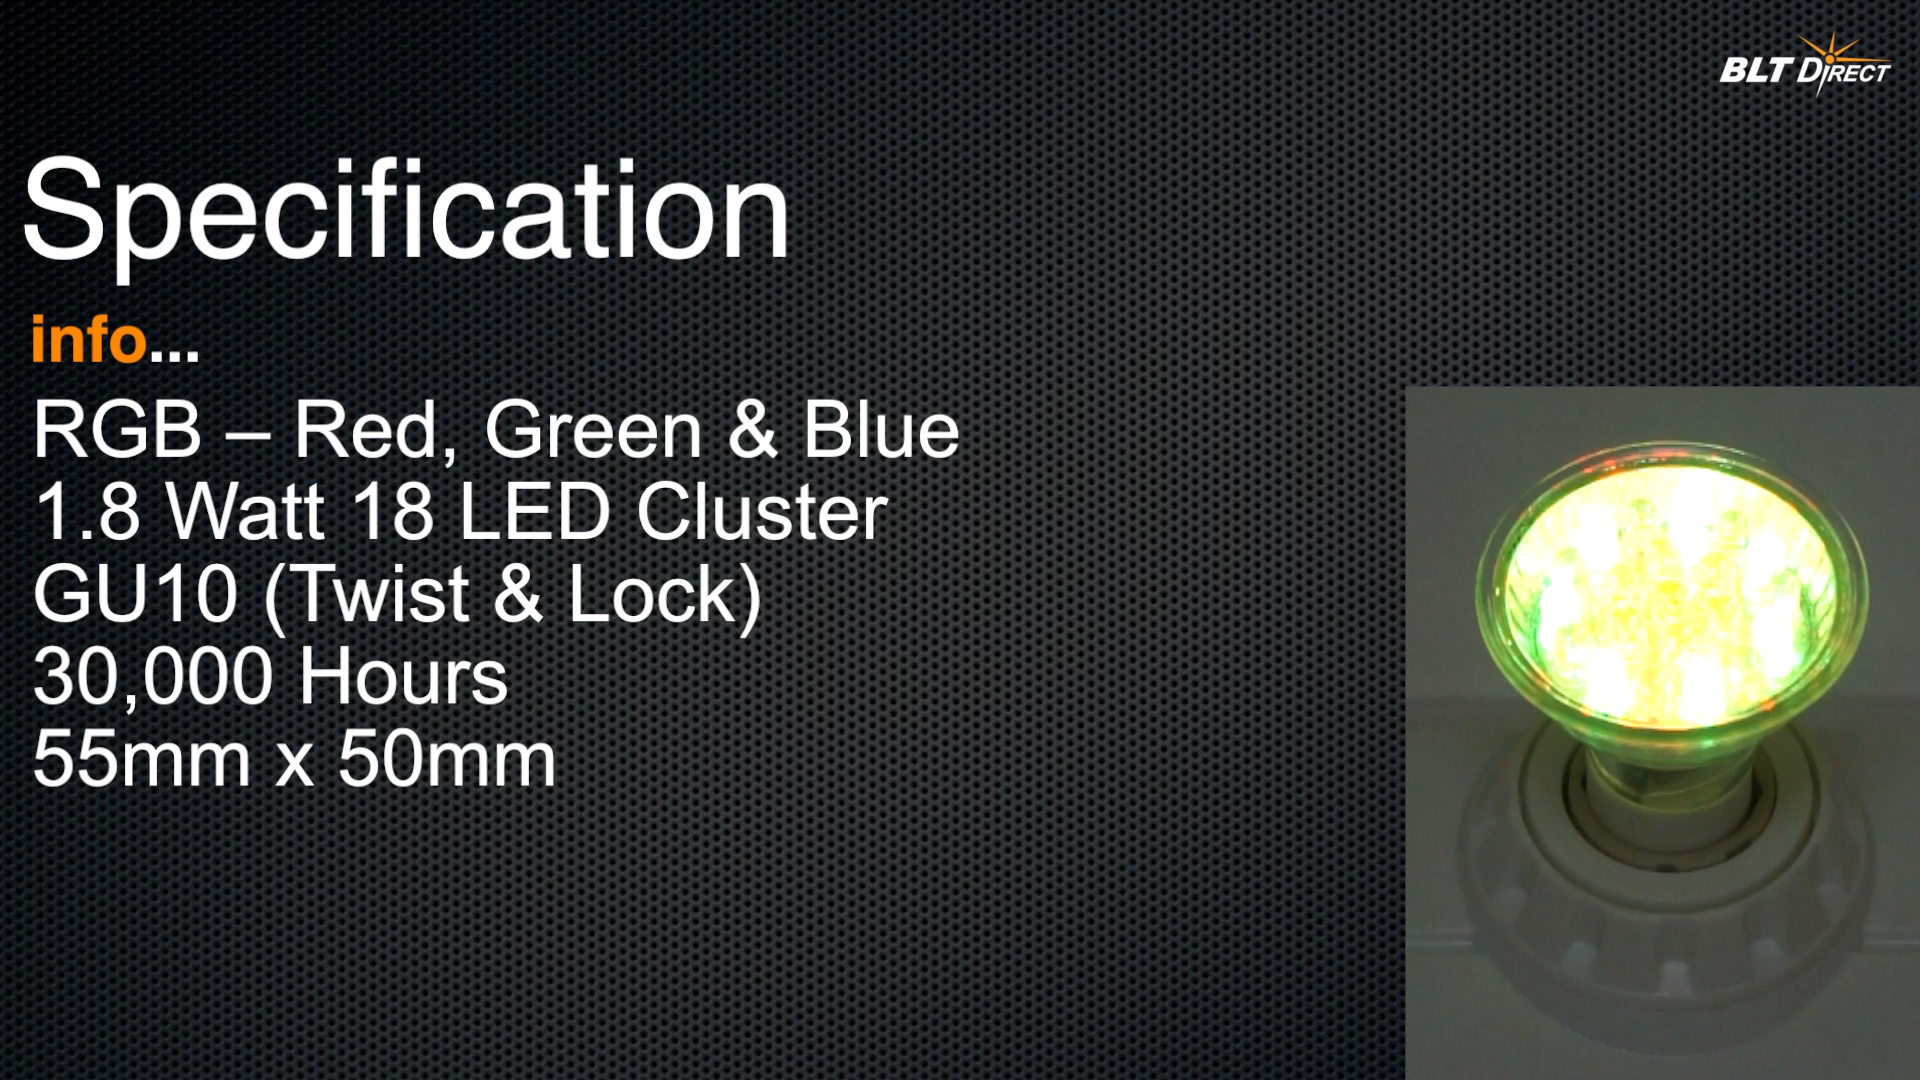 BLT DIRECT
Specification
info...
RGB – Red, Green & Blue
1.8 Watt 18 LED Cluster
GU10 (Twist & Lock)
30,000 Hours
55mm x 50mm